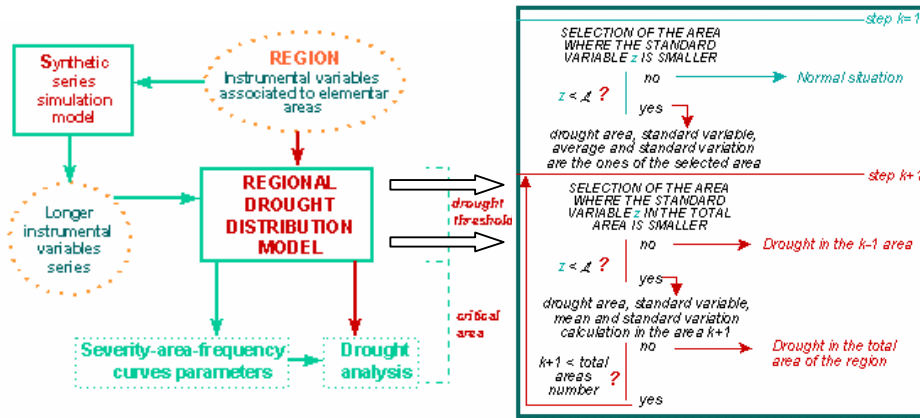 Synthetic
series
simulation
model
REGION
Instrumental variables
associated to elementar
areas
Longer
instrumental
variables
series
REGIONAL
DROUGHT
DISTRIBUTION
MODEL
drought
threshold
critical
area
Severity-area-frequency
curves parameters
Drought
analysis
step k=1
SELECTION OF THE AREA
WHERE THE STANDARD
VARIABLE z IS SMALLER
no
Normal situation
z < ?
yes
drought area, standard variable,
average and standard variation
are the ones of the selected area
step k+1
SELECTION OF THE AREA
WHERE THE STANDARD
VARIABLE z IN THE TOTAL
AREA IS SMALLER
no
Drought in the k-1 area
z < ?
yes
drought area, standard variable,
mean and standard variation
calculation in the area k+1
no
Drought in the total
area of the region
k+1 < total
areas ?
number
yes